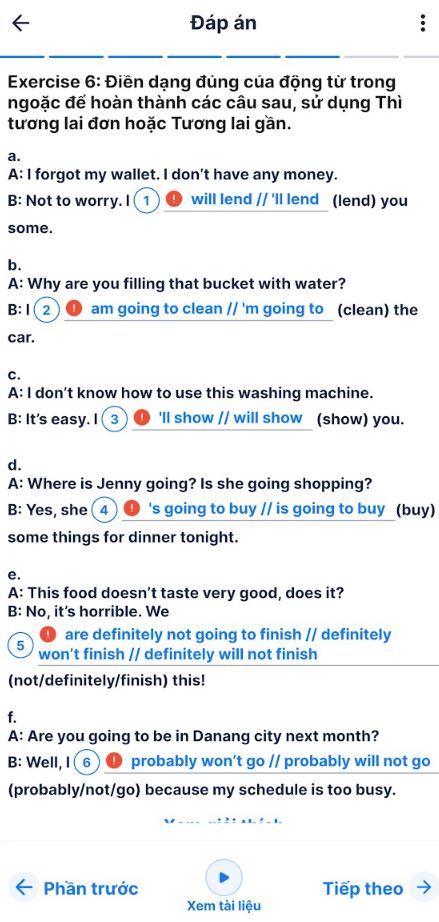 Đáp án
Exercise 6: Điền dạng đúng của động từ trong
ngoặc để hoàn thành các câu sau, sử dụng Thì
tương lai đơn hoặc Tương lai gần.
a.
A: I forgot my wallet. I don't have any money.
B: Not to worry. I 1 will lend // 'll lend (lend) you
some.
b.
A: Why are you filling that bucket with water?
B: I 2 am going to clean // 'm going to (clean) the
car.
c.
A: I don't know how to use this washing machine.
B: It's easy. I 3 'll show // will show (show) you.
d.
A: Where is Jenny going? Is she going shopping?
B: Yes, she 4 's going to buy // is going to buy (buy)
some things for dinner tonight.
e.
A: This food doesn't taste very good, does it?
B: No, it's horrible. We
5 are definitely not going to finish // definitely
won't finish // definitely will not finish
(not/definitely/finish) this!
f.
A: Are you going to be in Danang city next month?
B: Well, I 6 probably won't go // probably will not go
(probably/not/go) because my schedule is too busy.
Phần trước
Xem tài liệu
Tiếp theo